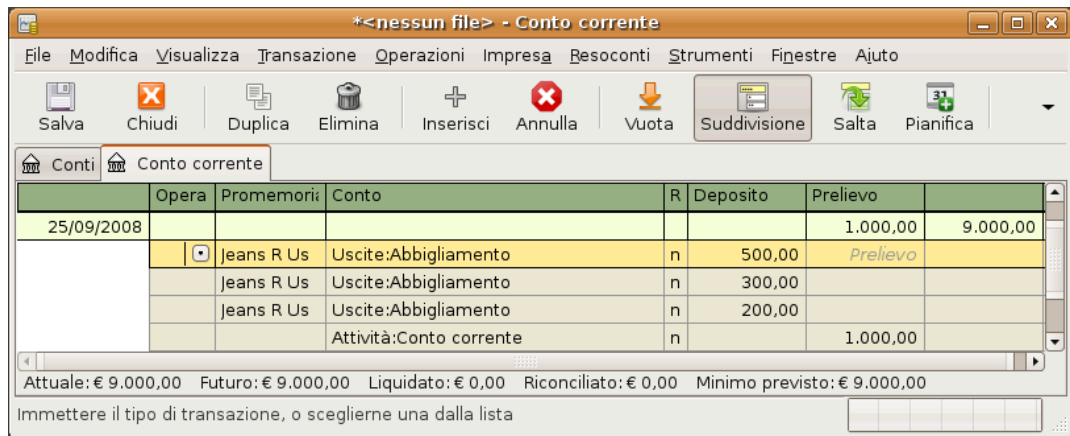 *<nessun file> - Conto corrente
File Modifica Visualizza Transazione Operazioni Impresa Resoconti Strumenti Finestre Aiuto
Salva Chiudi Duplica Elimina Inserisci Annulla Vuota Suddivisione Salta 31 Pianifica
Conti Conto corrente
Opera Promemoria Conto R Deposito Prelievo
25/09/2008 1.000,00 9.000,00
Jeans R Us Uscite:Abbigliamento n 500,00 Prelievo
Jeans R Us Uscite:Abbigliamento n 300,00
Jeans R Us Uscite:Abbigliamento n 200,00
Attività:Conto corrente n 1.000,00
Attuale: € 9.000,00 Futuro: € 9.000,00 Liquidato: € 0,00 Riconciliato: € 0,00 Minimo previsto: € 9.000,00
Immettere il tipo di transazione, o sceglierne una dalla lista